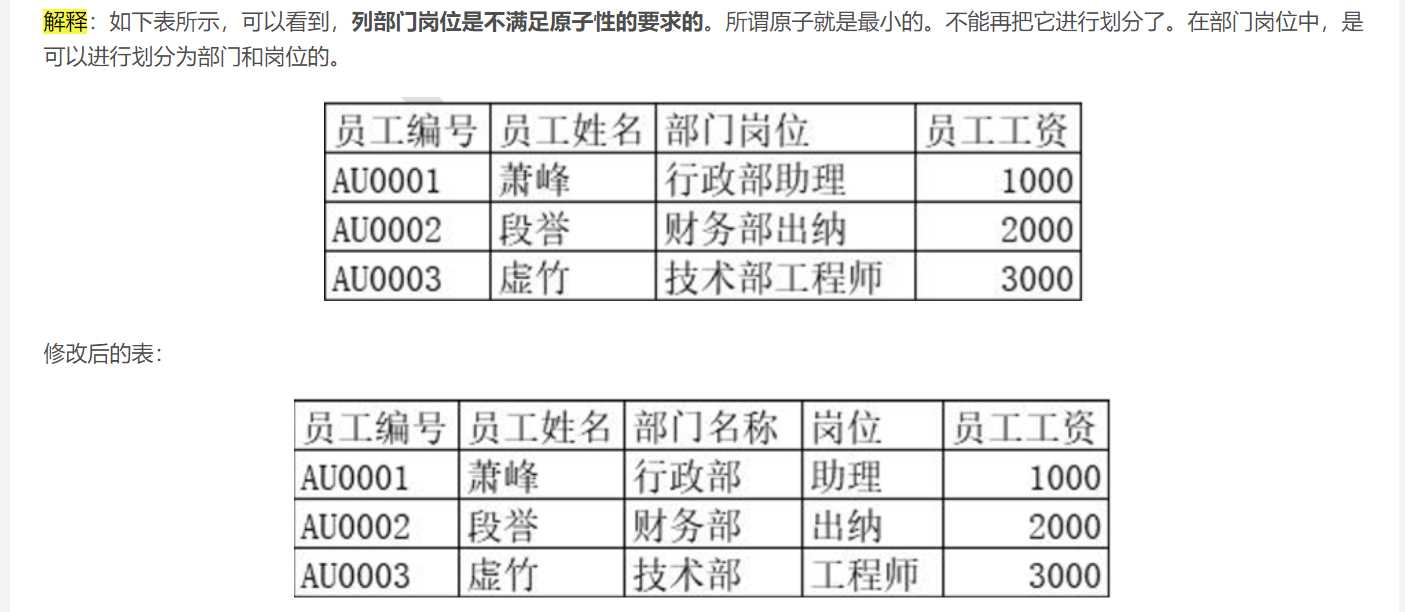 解释：如下表所示，可以看到，列部门岗位是不满足原子性的要求的。所谓原子就是最小的。不能再把它进行划分了。在部门岗位中，是
可以进行划分为部门和岗位的。
员工编号 员工姓名 部门岗位 员工工资
AU0001 萧峰 行政部助理 1000
AU0002 段誉 财务部出纳 2000
AU0003 虚竹 技术部工程师 3000
修改后的表：
员工编号 员工姓名 部门名称 岗位 员工工资
AU0001 萧峰 行政部 助理 1000
AU0002 段誉 财务部 出纳 2000
AU0003 虚竹 技术部 工程师 3000